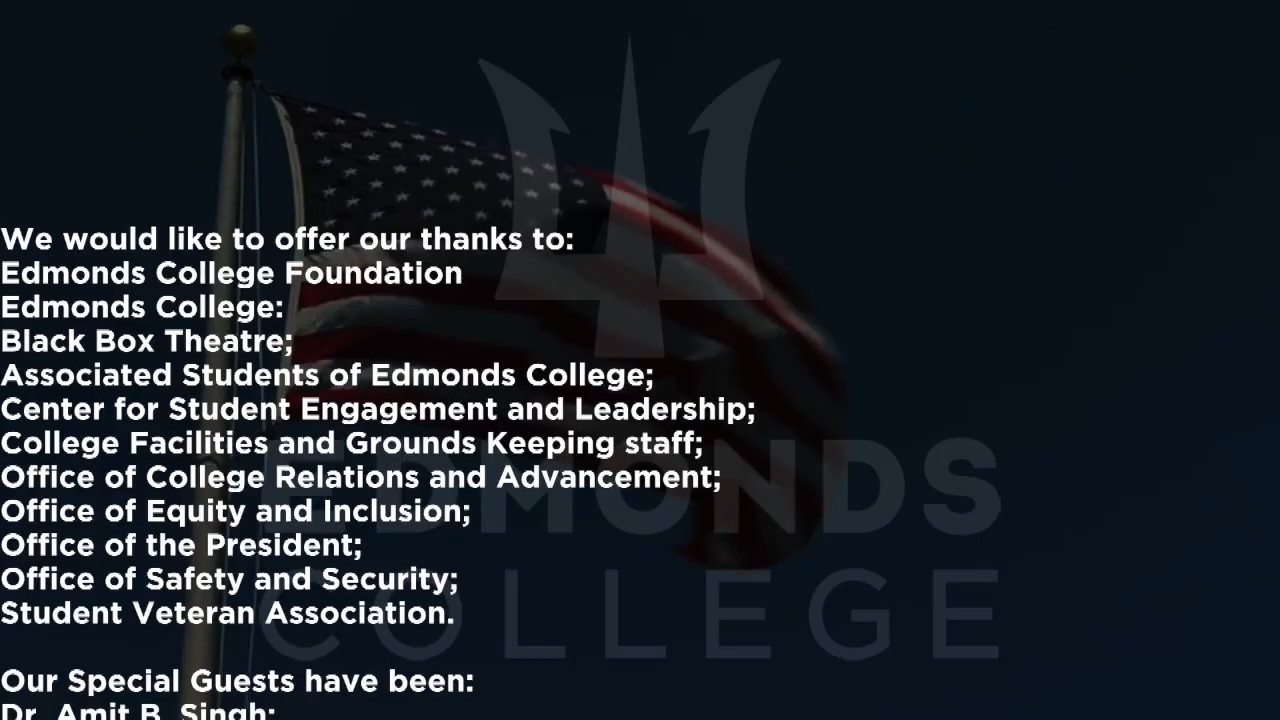 We would like to offer our thanks to:
Edmonds College Foundation
Edmonds College:
Black Box Theatre;
Associated Students of Edmonds College;
Center for Student Engagement and Leadership;
College Facilities and Grounds Keeping staff;
Office of College Relations and Advancement;
Office of Equity and Inclusion;
Office of the President;
Office of Safety and Security;
Student Veteran Association.
Our Special Guests have been:
Dr. Amit B. Singh;
EDMONDS
COLLEGE